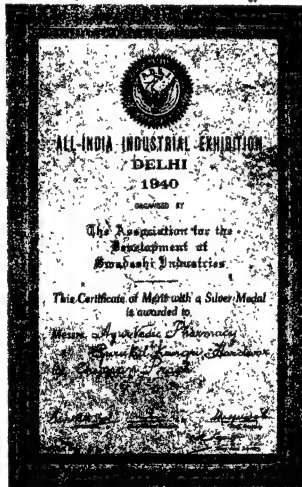 ALL-INDIA INDUSTRIAL EXHIBITION
DELHI
1940
ORGANISED BY
The Association for the
Development of
Swadeshi Industries
This Certificate of Merit with a Silver Medal
is awarded to
Messrs. Ayurvedic Pharmacy
Gurukul Kangri, Hardwar